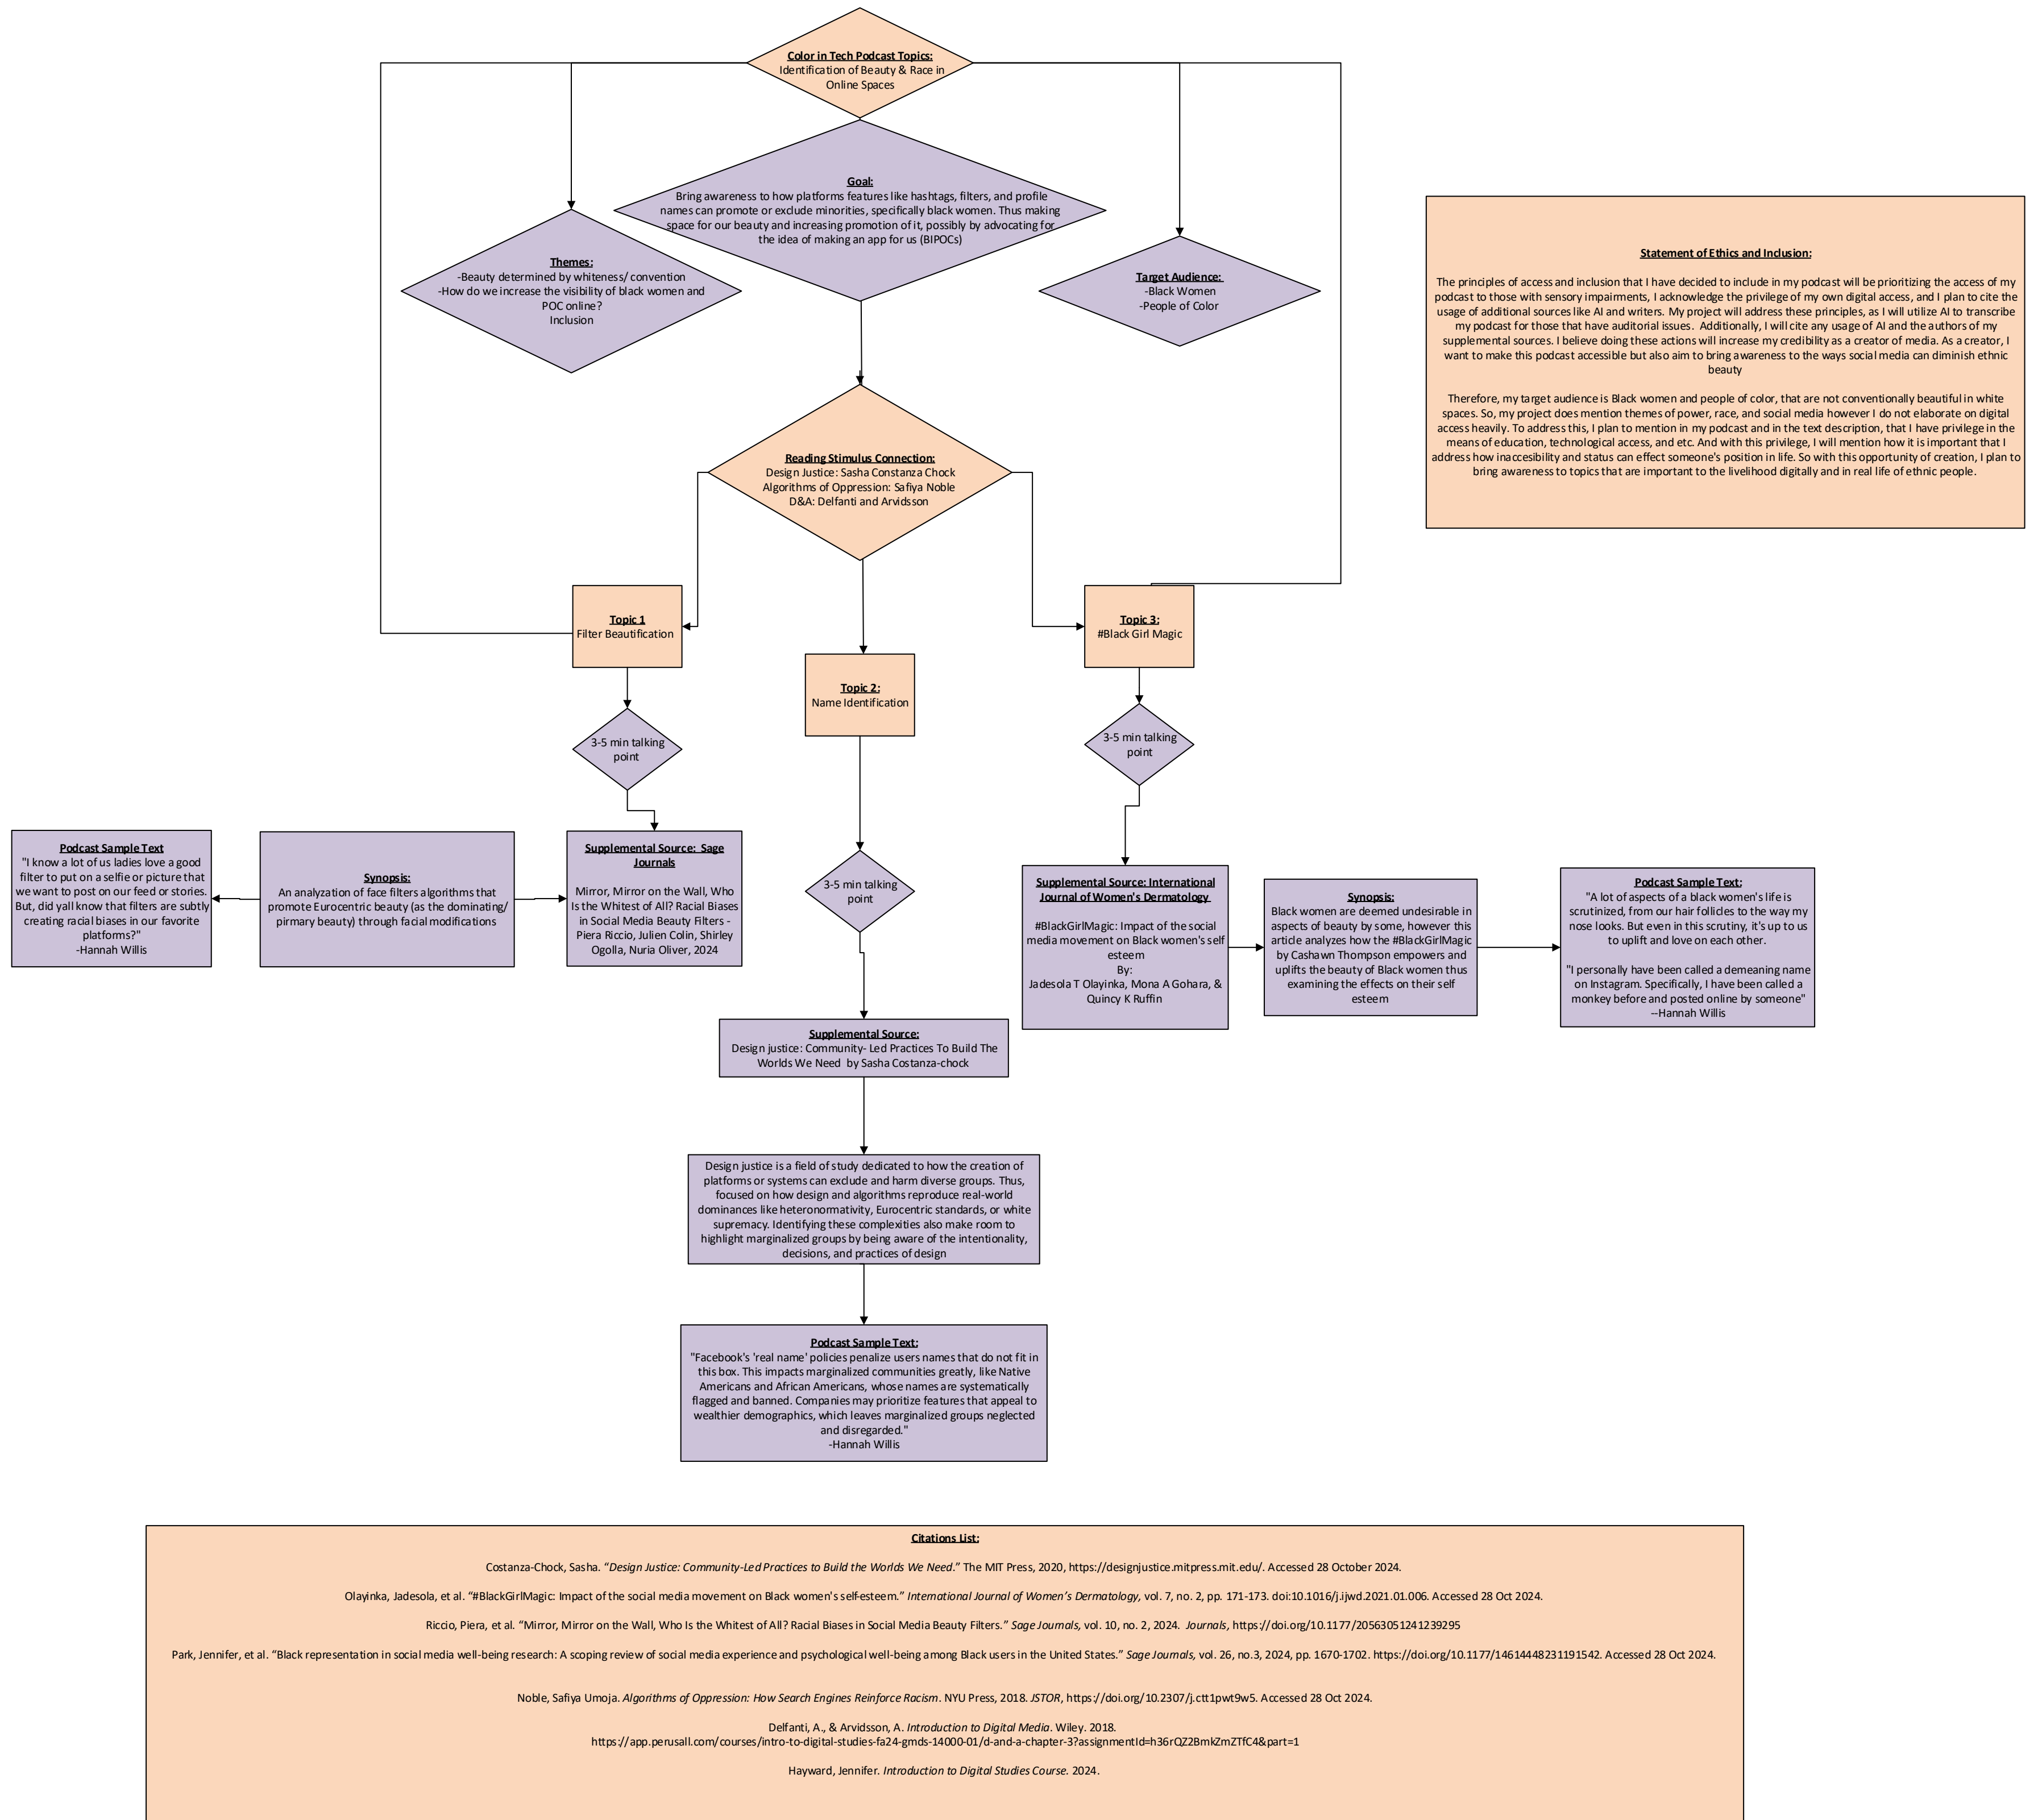 Color in Tech Podcast Topics:
Identification of Beauty & Race in
Online Spaces
Goal:
Bring awareness to how platforms features like hashtags, filters, and profile
names can promote or exclude minorities, specifically black women. Thus making
space for our beauty and increasing promotion of it, possibly by advocating for
the idea of making an app for us (BIPOCs)
Themes:
-Beauty determined by whiteness/ convention
-How do we increase the visibility of black women and
POC online?
Inclusion
Target Audience:
-Black Women
-People of Color
Statement of Ethics and Inclusion:
The principles of access and inclusion that I have decided to include in my podcast will be prioritizing the access of my
podcast to those with sensory impairments, I acknowledge the privilege of my own digital access, and I plan to cite the
usage of additional sources like AI and writers. My project will address these principles, as I will utilize AI to transcribe
my podcast for those that have auditorial issues.  Additionally, I will cite any usage of AI and the authors of my
supplemental sources. I believe doing these actions will increase my credibility as a creator of media. As a creator, I
want to make this podcast accessible but also aim to bring awareness to the ways social media can diminish ethnic
beauty
Therefore, my target audience is Black women and people of color, that are not conventionally beautiful in white
spaces. So, my project does mention themes of power, race, and social media however I do not elaborate on digital
access heavily. To address this, I plan to mention in my podcast and in the text description, that I have privilege in the
means of education, technological access, and etc. And with this privilege, I will mention how it is important that I
address how inaccesibility and status can effect someone's position in life. So with this opportunity of creation, I plan to
bring awareness to topics that are important to the livelihood digitally and in real life of ethnic people.
Reading Stimulus Connection:
Design Justice: Sasha Constanza Chock
Algorithms of Oppression: Safiya Noble
D&A: Delfanti and Arvidsson
Topic 1
Filter Beautification
Topic 2:
Name Identification
Topic 3:
#Black Girl Magic
3-5 min talking
point
3-5 min talking
point
3-5 min talking
point
Podcast Sample Text
"I know a lot of us ladies love a good
filter to put on a selfie or picture that
we want to post on our feed or stories.
But, did yall know that filters are subtly
creating racial biases in our favorite
platforms?"
-Hannah Willis
Synopsis:
An analyzation of face filters algorithms that
promote Eurocentric beauty (as the dominating/
pirmary beauty) through facial modifications
Supplemental Source:  Sage
Journals
Mirror, Mirror on the Wall, Who
Is the Whitest of All? Racial Biases
in Social Media Beauty Filters -
Piera Riccio, Julien Colin, Shirley
Ogolla, Nuria Oliver, 2024
Supplemental Source: International
Journal of Women's Dermatology
#BlackGirlMagic: Impact of the social
media movement on Black women's self
esteem
By:
Jadesola T Olayinka, Mona A Gohara, &
Quincy K Ruffin
Synopsis:
Black women are deemed undesirable in
aspects of beauty by some, however this
article analyzes how the #BlackGirlMagic
by Cashawn Thompson empowers and
uplifts the beauty of Black women thus
examining the effects on their self
esteem
Podcast Sample Text:
"A lot of aspects of a black women's life is
scrutinized, from our hair follicles to the way my
nose looks. But even in this scrutiny, it's up to us
to uplift and love on each other.
"I personally have been called a demeaning name
on Instagram. Specifically, I have been called a
monkey before and posted online by someone"
--Hannah Willis
Supplemental Source:
Design justice: Community- Led Practices To Build The
Worlds We Need  by Sasha Costanza-chock
Design justice is a field of study dedicated to how the creation of
platforms or systems can exclude and harm diverse groups. Thus,
focused on how design and algorithms reproduce real-world
dominances like heteronormativity, Eurocentric standards, or white
supremacy. Identifying these complexities also make room to
highlight marginalized groups by being aware of the intentionality,
decisions, and practices of design
Podcast Sample Text:
"Facebook's 'real name' policies penalize users names that do not fit in
this box. This impacts marginalized communities greatly, like Native
Americans and African Americans, whose names are systematically
flagged and banned. Companies may prioritize features that appeal to
wealthier demographics, which leaves marginalized groups neglected
and disregarded."
-Hannah Willis
Citations List:
Costanza-Chock, Sasha. “Design Justice: Community-Led Practices to Build the Worlds We Need.” The MIT Press, 2020, https://designjustice.mitpress.mit.edu/. Accessed 28 October 2024.
Olayinka, Jadesola, et al. “#BlackGirlMagic: Impact of the social media movement on Black women's self-esteem.” International Journal of Women’s Dermatology, vol. 7, no. 2, pp. 171-173. doi:10.1016/j.ijwd.2021.01.006. Accessed 28 Oct 2024.
Riccio, Piera, et al. “Mirror, Mirror on the Wall, Who Is the Whitest of All? Racial Biases in Social Media Beauty Filters.” Sage Journals, vol. 10, no. 2, 2024.  Journals, https://doi.org/10.1177/20563051241239295
Park, Jennifer, et al. “Black representation in social media well-being research: A scoping review of social media experience and psychological well-being among Black users in the United States.” Sage Journals, vol. 26, no.3, 2024, pp. 1670-1702. https://doi.org/10.1177/14614448231191542. Accessed 28 Oct 2024.
Noble, Safiya Umoja. Algorithms of Oppression: How Search Engines Reinforce Racism. NYU Press, 2018. JSTOR, https://doi.org/10.2307/j.ctt1pwt9w5. Accessed 28 Oct 2024.
Delfanti, A., & Arvidsson, A. Introduction to Digital Media. Wiley. 2018.
https://app.perusall.com/courses/intro-to-digital-studies-fa24-gmds-14000-01/d-and-a-chapter-3?assignmentId=h36rQZ2BmkZmZTfC4&part=1
Hayward, Jennifer. Introduction to Digital Studies Course. 2024.